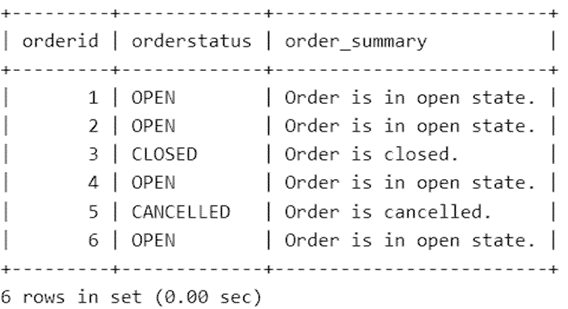 +---------+-------------+--------------------------+
| orderid | orderstatus | order_summary            |
+---------+-------------+--------------------------+
|       1 | OPEN        | Order is in open state. |
|       2 | OPEN        | Order is in open state. |
|       3 | CLOSED      | Order is closed.         |
|       4 | OPEN        | Order is in open state. |
|       5 | CANCELLED   | Order is cancelled.      |
|       6 | OPEN        | Order is in open state. |
+---------+-------------+--------------------------+
6 rows in set (0.00 sec)